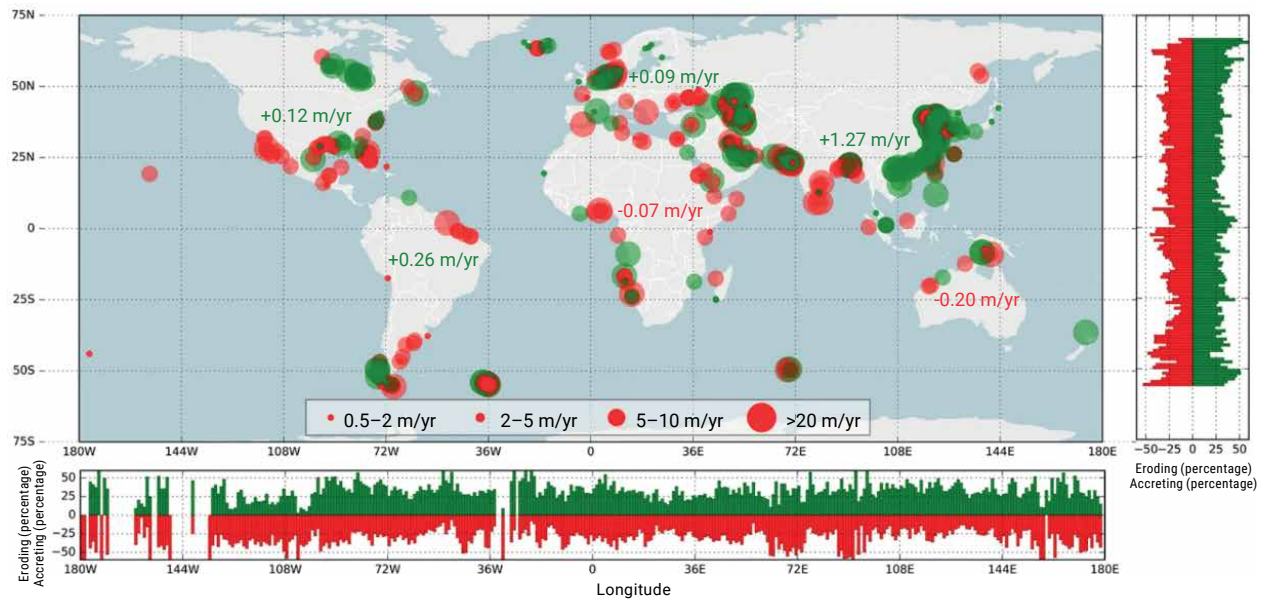 75N
50N
25N
0
25S
50S
75S
+0.12 m/yr
+0.09 m/yr
+1.27 m/yr
-0.07 m/yr
+0.26 m/yr
-0.20 m/yr
0.5–2 m/yr 2–5 m/yr 5–10 m/yr >20 m/yr
180W 144W 108W 72W 36W 0 36E 72E 108E 144E 180E
−50 −25 0 25 50
Eroding (percentage)
Accreting (percentage)
Eroding (percentage)
Accreting (percentage)
50
25
0
−25
−50
180W 144W 108W 72W 36W 0 36E 72E 108E 144E 180E
Longitude